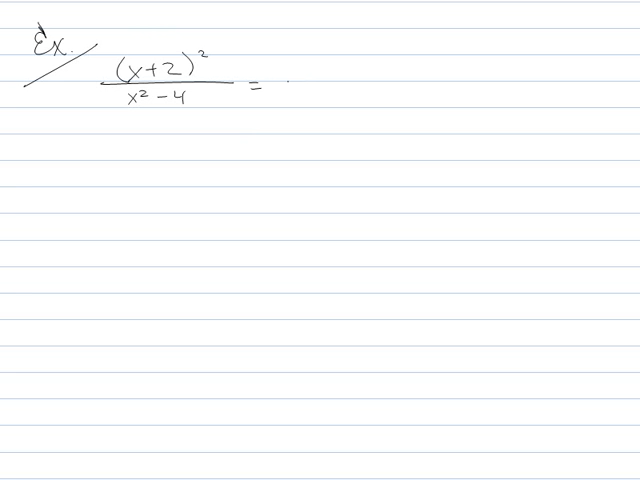 Ex.
(x+2)²
x² - 4 =